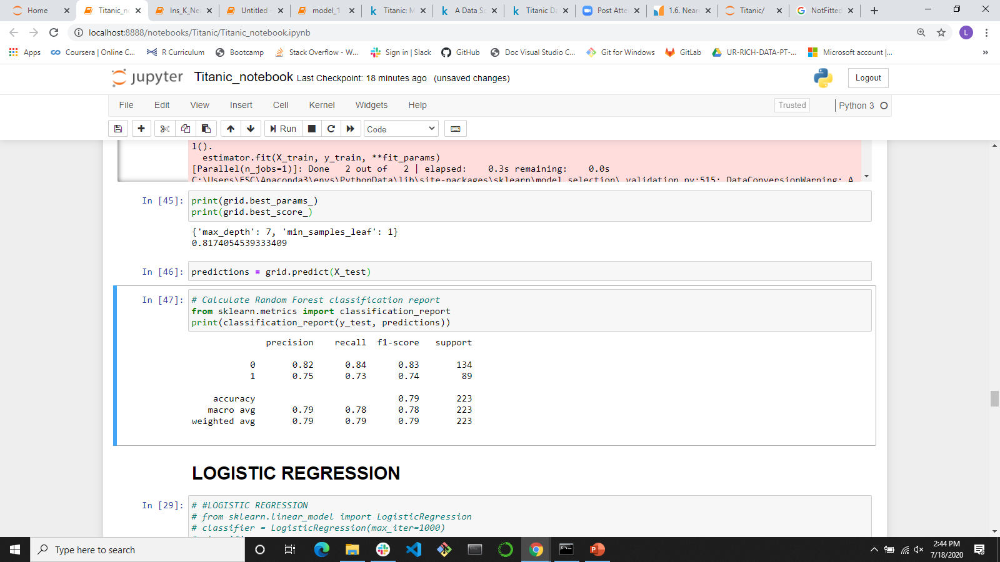 Home
Titanic_n
Ins_K_Ne
Untitled
model_1
Titanic: M
A Data Sc
Titanic Da
Post Atte
1.6. Near
Titanic/
NotFitted
localhost:8888/notebooks/Titanic/Titanic_notebook.ipynb
L
Apps
Coursera | Online C...
R Curriculum
Bootcamp
Stack Overflow - W...
Sign in | Slack
GitHub
Doc Visual Studio C...
Git for Windows
GitLab
UR-RICH-DATA-PT-...
Microsoft account |...
»
jupyter Titanic_notebook Last Checkpoint: 18 minutes ago (unsaved changes)
Logout
File Edit View Insert Cell Kernel Widgets Help
Trusted
Python 3
Run
Code
l().
estimator.fit(X_train, y_train, **fit_params)
[Parallel(n_jobs=1)]: Done   2 out of   2 | elapsed:    0.3s remaining:    0.0s
C:\Users\FSC\Anaconda3\envs\PythonData\lib\site-packages\sklearn\model_selection\_validation.py:515: DataConversionWarning: A
In [45]: print(grid.best_params_)
print(grid.best_score_)
{'max_depth': 7, 'min_samples_leaf': 1}
0.8174054539333409
In [46]: predictions = grid.predict(X_test)
In [47]: # Calculate Random Forest classification report
from sklearn.metrics import classification_report
print(classification_report(y_test, predictions))
precision    recall  f1-score   support
0       0.82      0.84      0.83       134
1       0.75      0.73      0.74        89
accuracy                           0.79       223
macro avg       0.79      0.78      0.78       223
weighted avg       0.79      0.79      0.79       223
LOGISTIC REGRESSION
In [29]: # #LOGISTIC REGRESSION
# from sklearn.linear_model import LogisticRegression
# classifier = LogisticRegression(max_iter=1000)
Type here to search
2:44 PM
7/18/2020